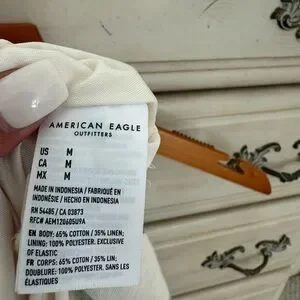 AMERICAN EAGLE
OUTFITTERS
US M
CA M
MX M
MADE IN INDONESIA / FABRIQUÉ EN
INDONÉSIE / HECHO EN INDONESIA
RN 54485 / CA 03873
RFC# AEM12060SU9A
EN BODY: 65% COTTON / 35% LINEN;
LINING: 100% POLYESTER. EXCLUSIVE
OF ELASTIC
FR CORPS: 65% COTON / 35% LIN;
DOUBLURE: 100% POLYESTER. SAN LES
ÉLASTIQUES